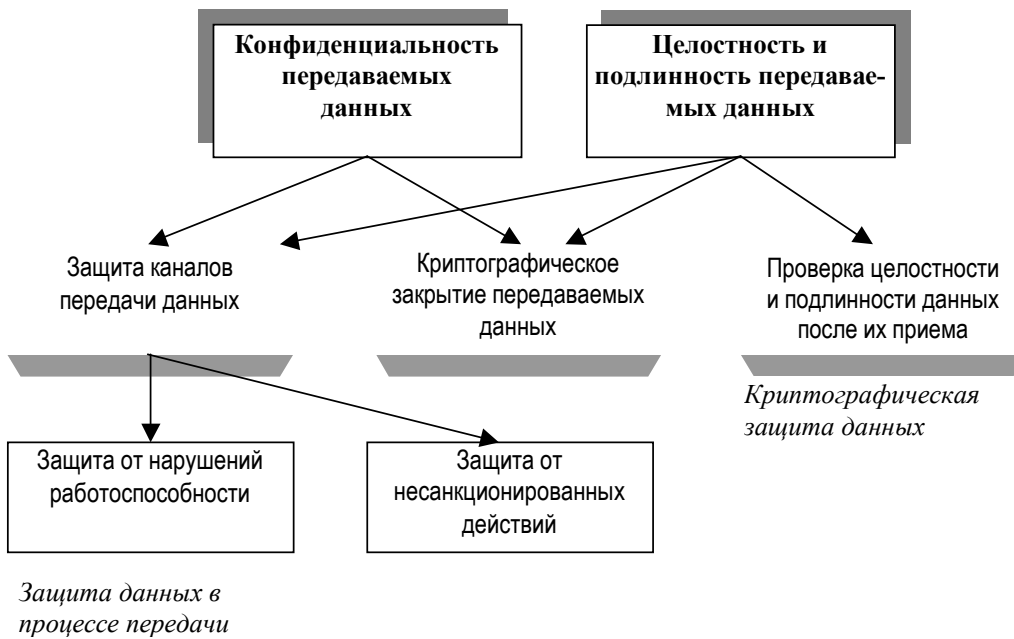 Конфиденциальность
передаваемых
данных
Целостность и
подлинность передавае-
мых данных
Защита каналов
передачи данных
Криптографическое
закрытие передаваемых
данных
Проверка целостности
и подлинности данных
после их приема
Криптографическая
защита данных
Защита от нарушений
работоспособности
Защита от
несанкционированных
действий
Защита данных в
процессе передачи